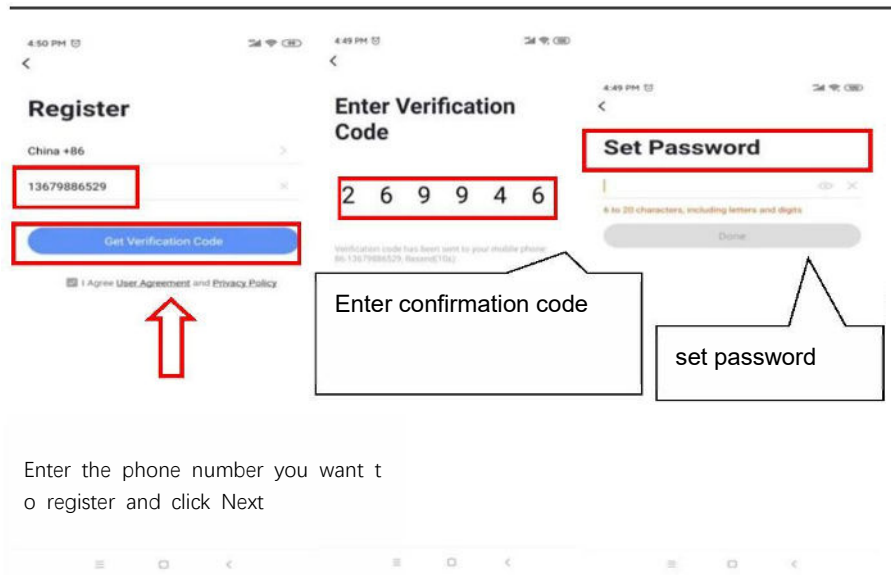 4:50 PM
Register
China +86
13679886529
Get Verification Code
I Agree User Agreement and Privacy Policy
Enter the phone number you want t
o register and click Next
4:49 PM
Enter Verification
Code
2 6 9 9 4 6
Verification code has been sent to your mobile phone:
86-13679886529, Resend(10s)
Enter confirmation code
4:49 PM
Set Password
6 to 20 characters, including letters and digits
Done
set password